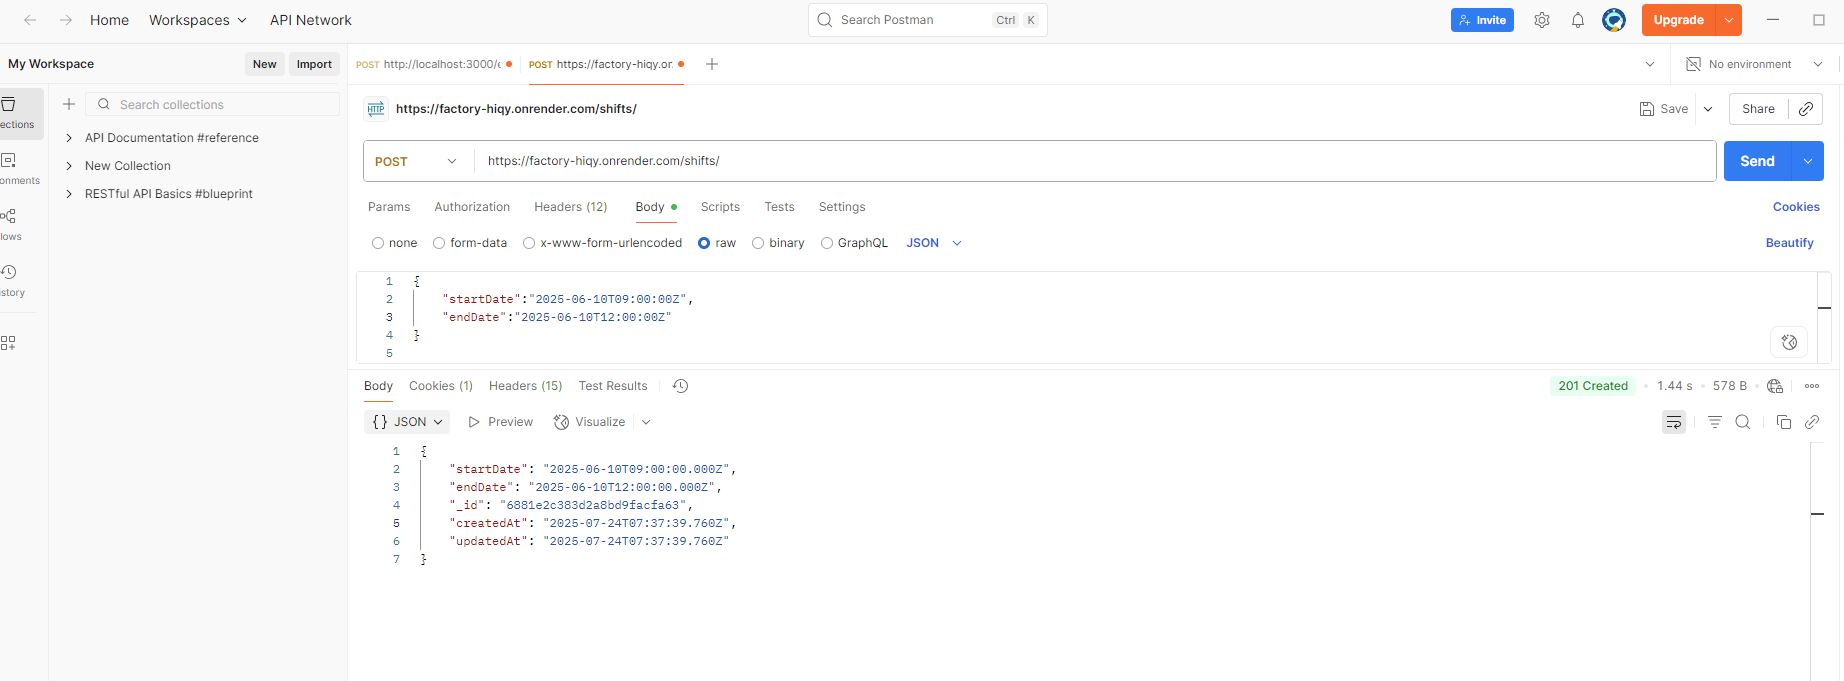 Home Workspaces API Network Search Postman Ctrl K Invite Upgrade
My Workspace New Import POST http://localhost:3000/ POST https://factory-hiqy.on No environment
Search collections
ections
API Documentation #reference
New Collection
RESTful API Basics #blueprint
onments
lows
istory
HTTP https://factory-hiqy.onrender.com/shifts/ Save Share
POST https://factory-hiqy.onrender.com/shifts/ Send
Params Authorization Headers (12) Body Scripts Tests Settings Cookies
none form-data x-www-form-urlencoded raw binary GraphQL JSON Beautify
1 {
2 "startDate":"2025-06-10T09:00:00Z",
3 "endDate":"2025-06-10T12:00:00Z"
4 }
5
Body Cookies (1) Headers (15) Test Results 201 Created 1.44 s 578 B
{} JSON Preview Visualize
1 {
2 "startDate": "2025-06-10T09:00:00.000Z",
3 "endDate": "2025-06-10T12:00:00.000Z",
4 "_id": "6881e2c383d2a8bd9facfa63",
5 "createdAt": "2025-07-24T07:37:39.760Z",
6 "updatedAt": "2025-07-24T07:37:39.760Z"
7 }